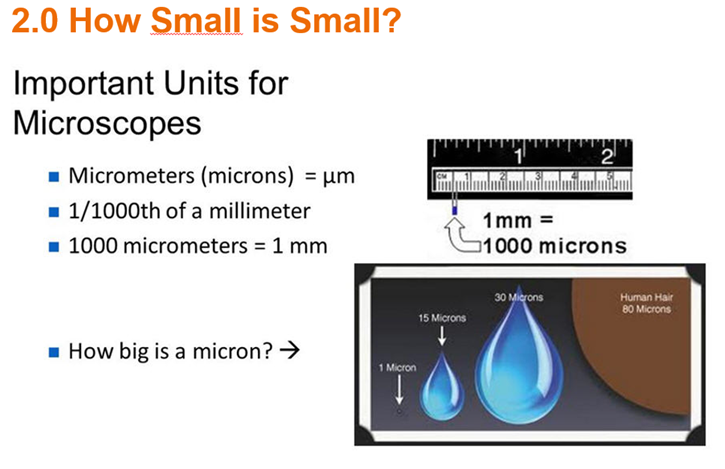 2.0 How Small is Small?
Important Units for
Microscopes
Micrometers (microns) = µm
1/1000th of a millimeter
1000 micrometers = 1 mm
How big is a micron? →
1 2
CM 1 2 3 4 5
1mm =
1000 microns
30 Microns
Human Hair
80 Microns
15 Microns
1 Micron